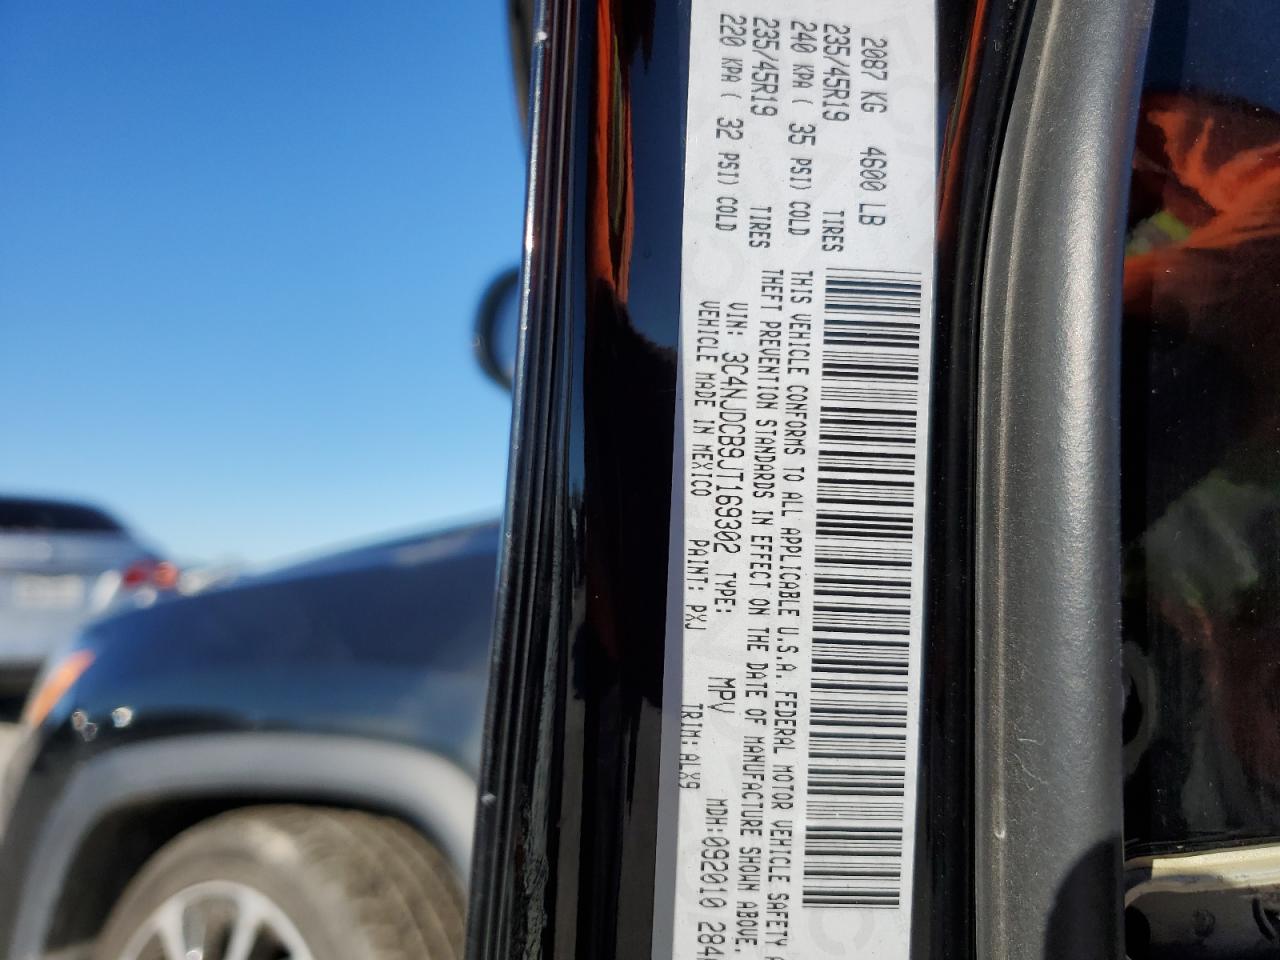 2087 KG 4600 LB
235/45R19 TIRES
240 KPA ( 35 PSI) COLD
235/45R19 TIRES
220 KPA ( 32 PSI) COLD
THIS VEHICLE CONFORMS TO ALL APPLICABLE U.S.A. FEDERAL MOTOR VEHICLE SAFETY
THEFT PREVENTION STANDARDS IN EFFECT ON THE DATE OF MANUFACTURE SHOWN ABOVE.
VIN: 3C4NJDCB9JT169302 TYPE: MPV MDH:092010 284
VEHICLE MADE IN MEXICO PAINT: PXJ TRIM: ALX9